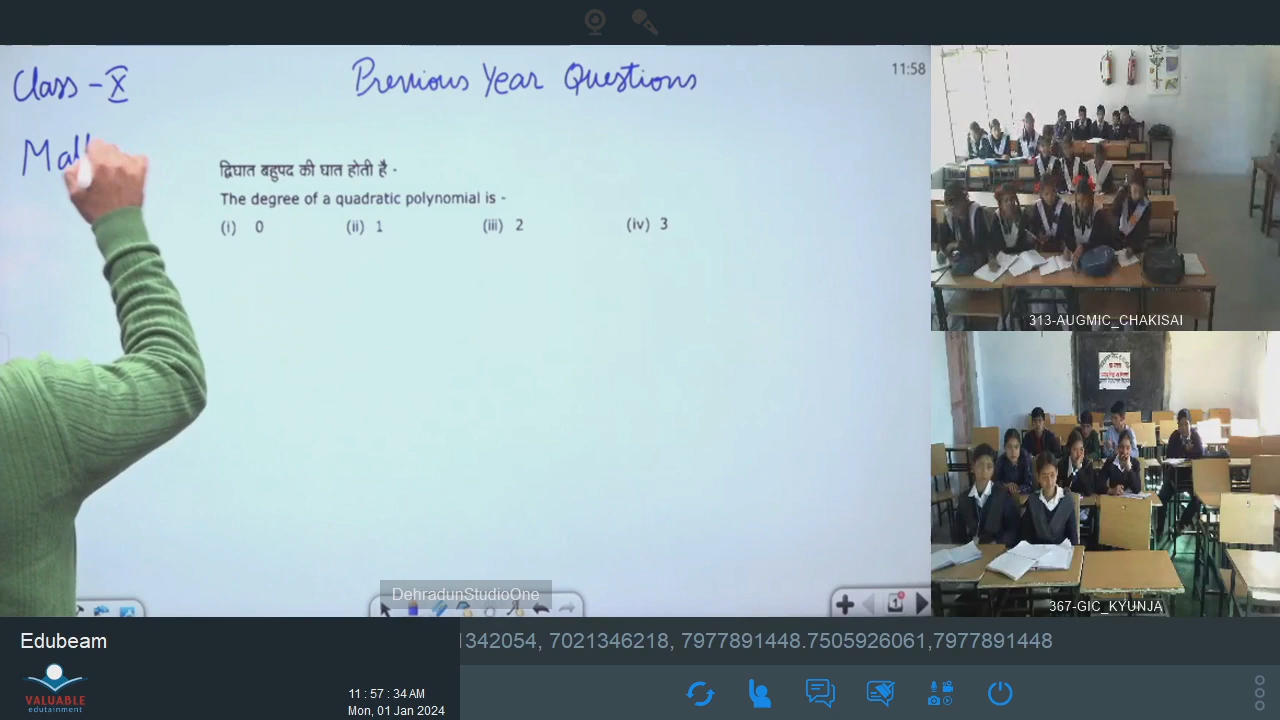 11:58
Class - X
Previous Year Questions
द्विघात बहुपद की घात होती है -
The degree of a quadratic polynomial is -
(i) 0
(ii) 1
(iii) 2
(iv) 3
313-AUGMIC_CHAKISAI
367-GIC_KYUNJA
DehradunStudioOne
1
Edubeam
1342054, 7021346218, 7977891448.7505926061,7977891448
VALUABLE
edutainment
11 : 57 : 34 AM
Mon, 01 Jan 2024